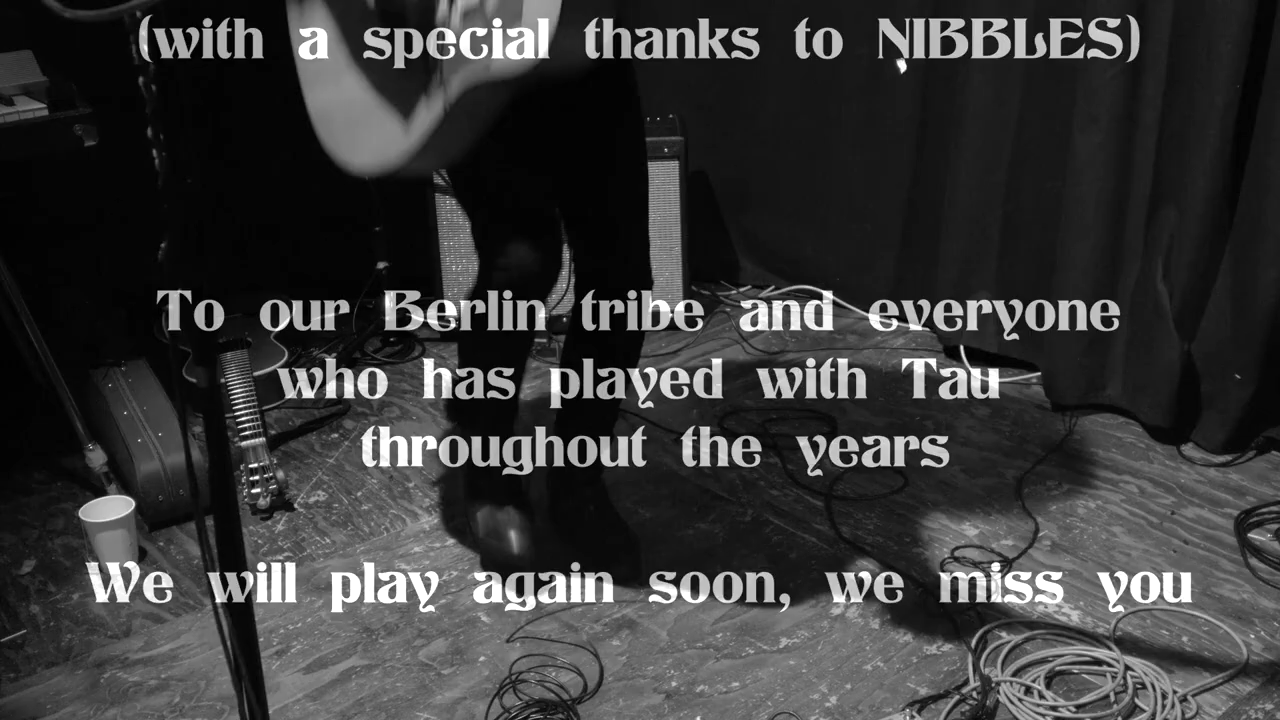 (with a special thanks to NIBBLES)
To our Berlin tribe and everyone
who has played with Tau
throughout the years
We will play again soon, we miss you